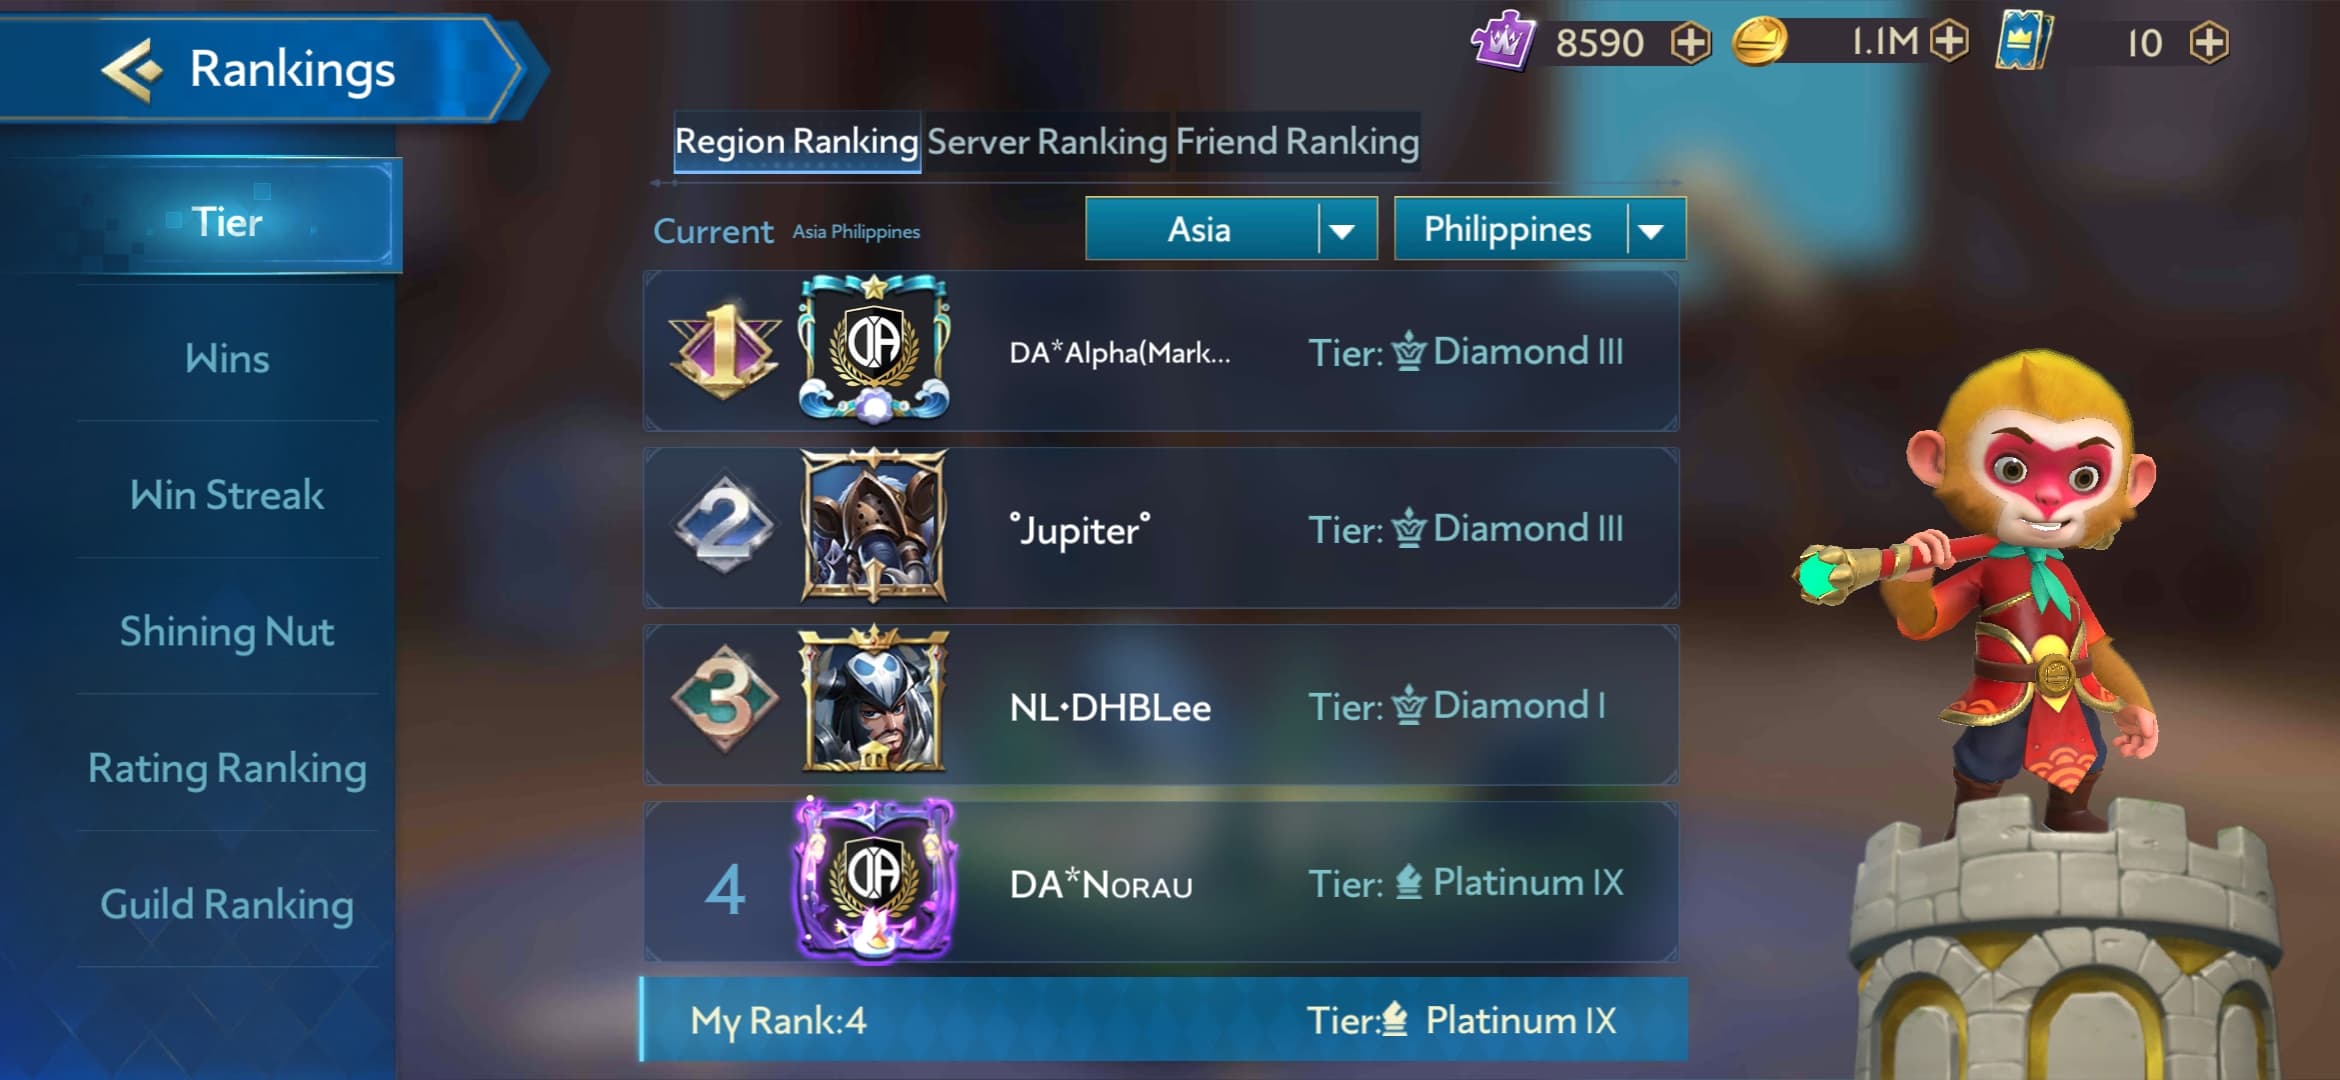 Rankings
8590
1.1M
10
Tier
Wins
Win Streak
Shining Nut
Rating Ranking
Guild Ranking
Region Ranking Server Ranking Friend Ranking
Current Asia Philippines
Asia
Philippines
1 DA DA*Alpha(Mark... Tier: Diamond III
2 °Jupiter° Tier: Diamond III
3 NL•DHBLee Tier: Diamond I
4 DA DA*NORAU Tier: Platinum IX
My Rank:4 Tier: Platinum IX